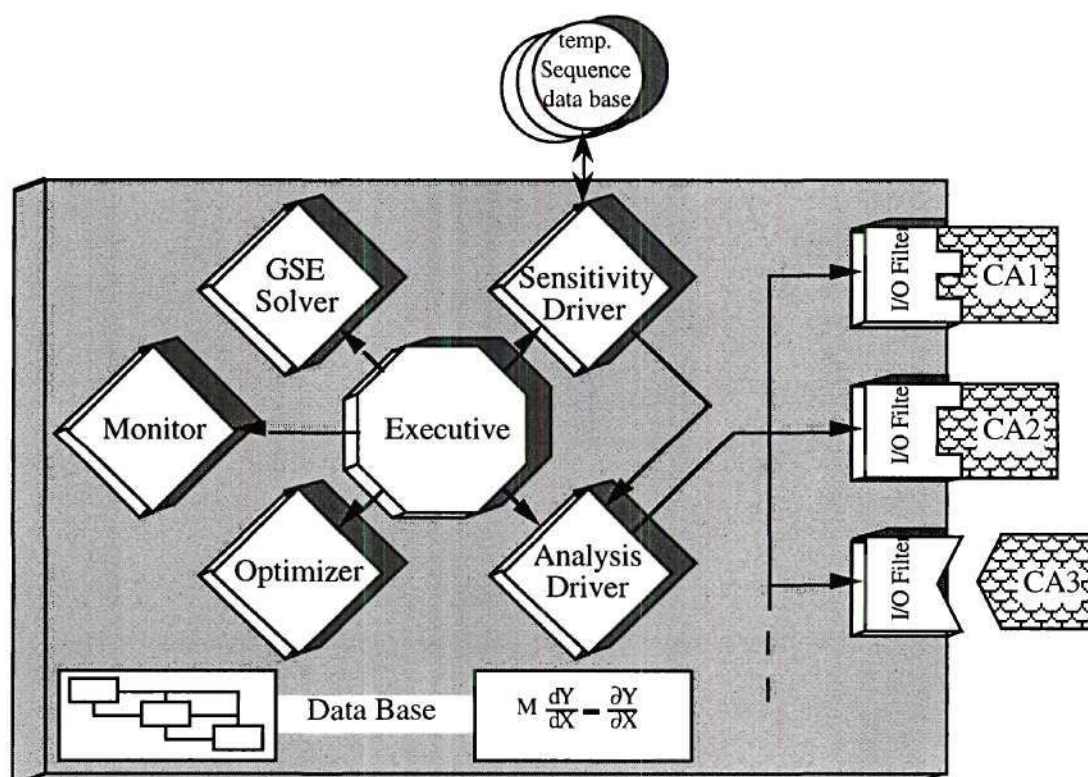 temp.
Sequence
data base
GSE
Solver
Sensitivity
Driver
I/O Filter
CA1
Monitor
Executive
I/O Filter
CA2
Optimizer
Analysis
Driver
I/O Filter
CA3
Data Base
M dY/dX = ∂Y/∂X